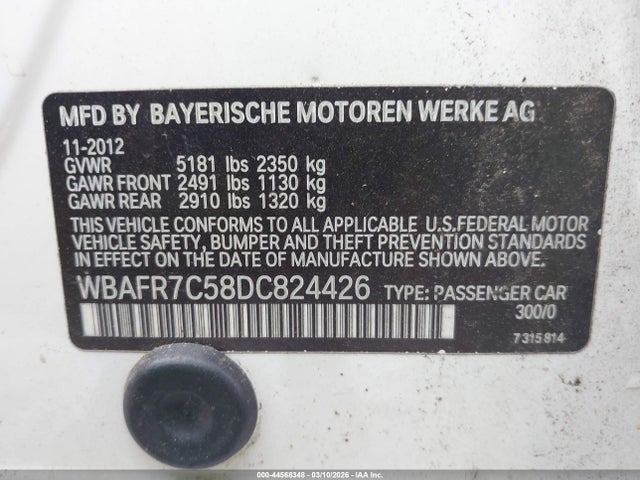 MFD BY BAYERISCHE MOTOREN WERKE AG
11-2012
GVWR 5181 lbs 2350 kg
GAWR FRONT 2491 lbs 1130 kg
GAWR REAR 2910 lbs 1320 kg
THIS VEHICLE CONFORMS TO ALL APPLICABLE U.S.FEDERAL MOTOR
VEHICLE SAFETY, BUMPER AND THEFT PREVENTION STANDARDS
IN EFFECT ON THE DATE OF MANUFACTURE SHOWN ABOVE.
WBAFR7C58DC824426 TYPE: PASSENGER CAR
300/0
7315814
000-44568348 - 03/10/2026 - IAAI.COM